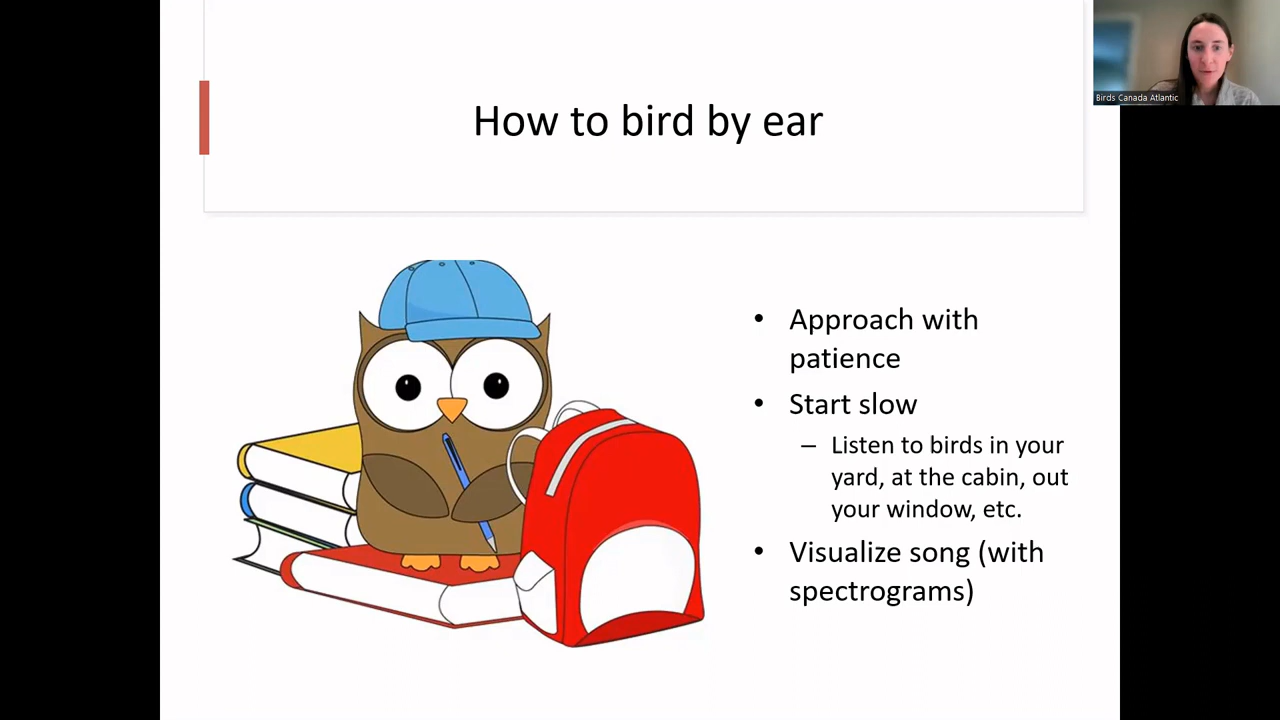 Birds Canada Atlantic
How to bird by ear
• Approach with
patience
• Start slow
– Listen to birds in your
yard, at the cabin, out
your window, etc.
• Visualize song (with
spectrograms)